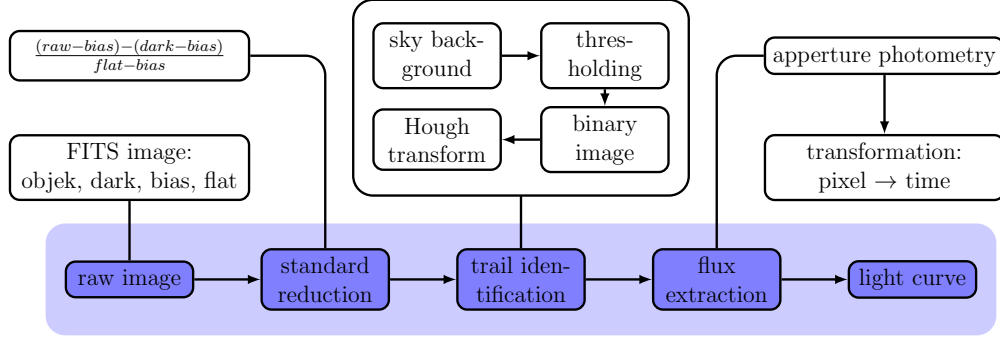 (raw−bias)−(dark−bias)
flat−bias
FITS image:
objek, dark, bias, flat
sky back-
ground
thres-
holding
Hough
transform
binary
image
apperture photometry
transformation:
pixel → time
raw image
standard
reduction
trail iden-
tification
flux
extraction
light curve